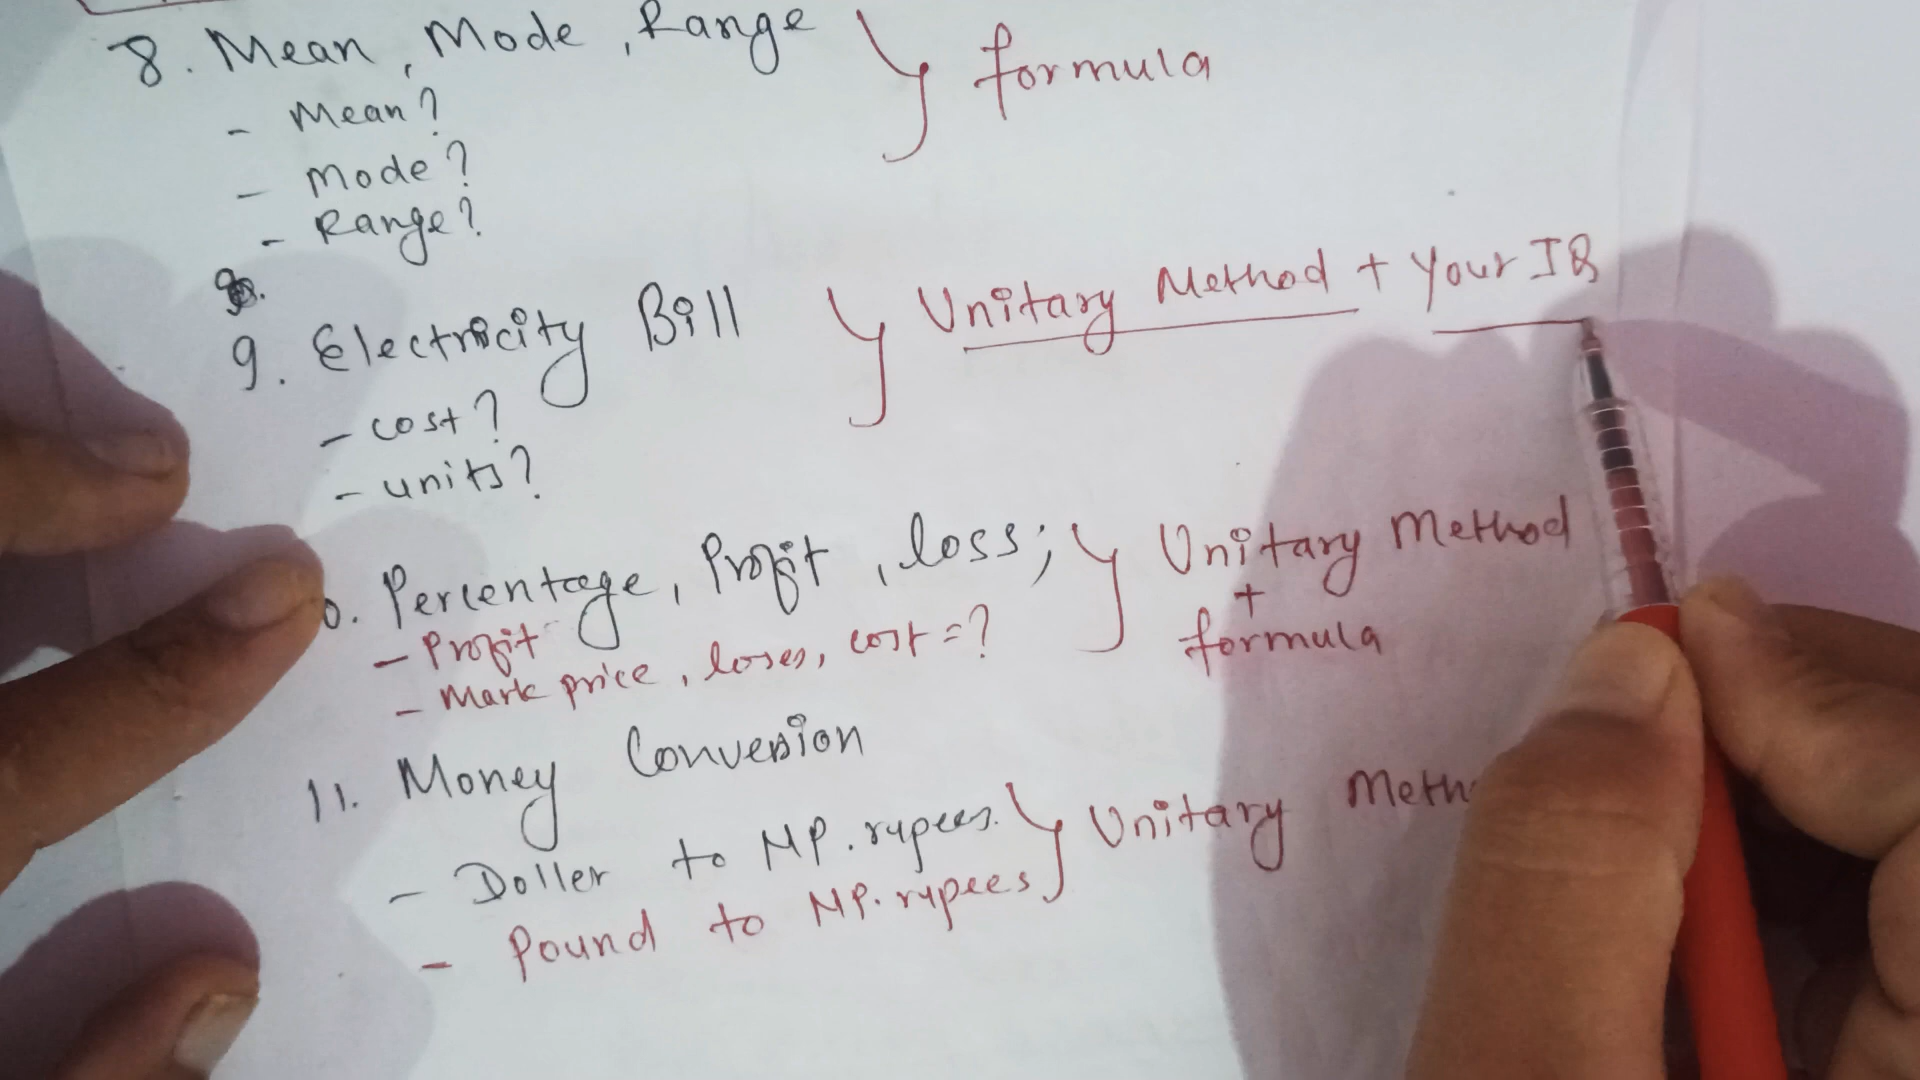 8. Mean, Mode, Range } formula
- Mean?
- Mode?
- Range?
9. Electricity Bill } Unitary Method + Your IQ
- cost?
- units?
0. Percentage, Profit, loss; } Unitary Method
+
- Profit
formula
- Mark price, loses, cost = ?
11. Money Conversion
- Doller to NP. rupees. } Unitary Meth
- Pound to NP. rupees